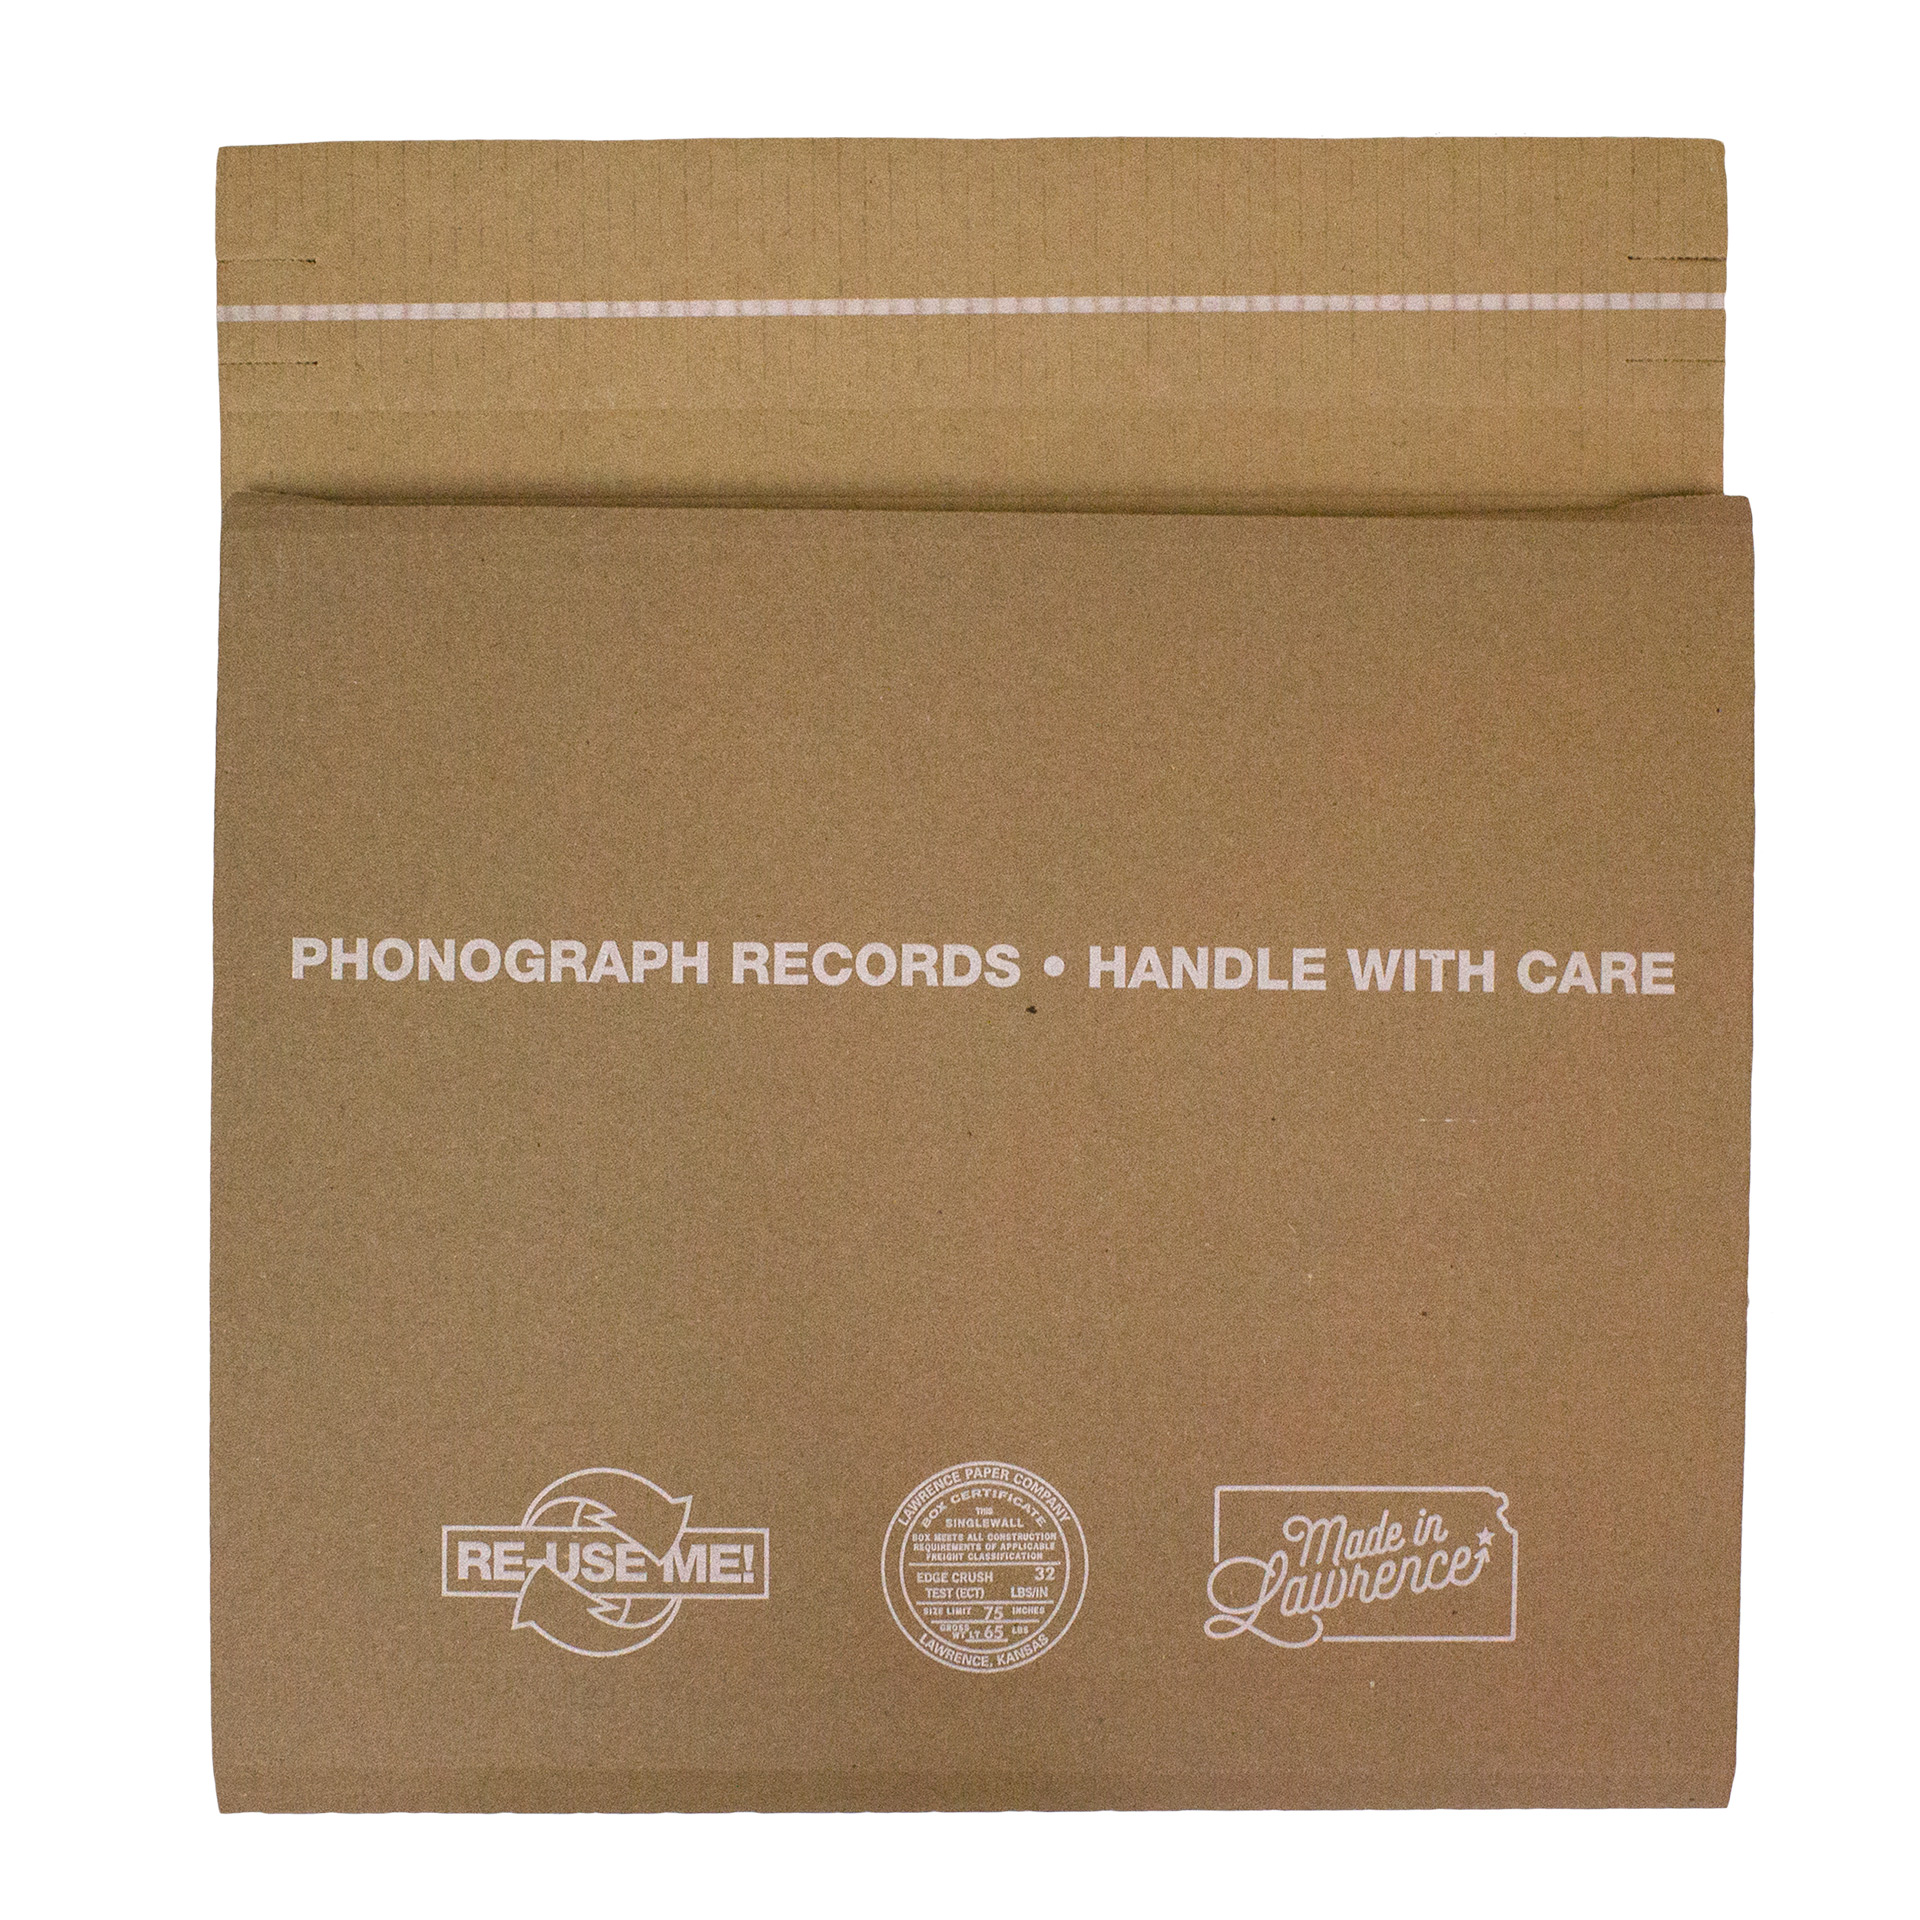 PHONOGRAPH RECORDS • HANDLE WITH CARE
RE-USE ME!
LAWRENCE PAPER COMPANY
BOX CERTIFICATE
THIS
SINGLEWALL
BOX MEETS ALL CONSTRUCTION
REQUIREMENTS OF APPLICABLE
FREIGHT CLASSIFICATION
EDGE CRUSH 32
TEST (ECT) LBS/IN
SIZE LIMIT 75 INCHES
GROSS WT LT 65 LBS
LAWRENCE, KANSAS
Made in
Lawrence